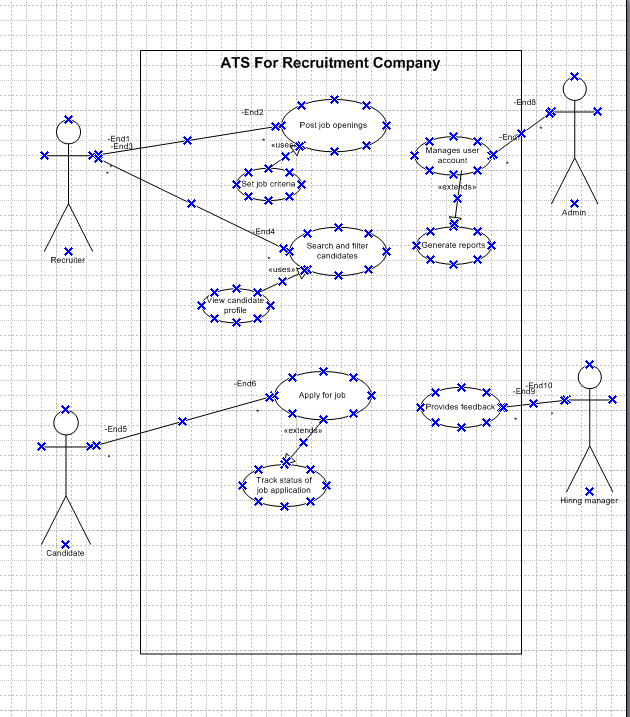 ATS For Recruitment Company
-End8
-End2
-End1
-End3
Post job openings
«uses»
Manages user
account
«extends»
Set job criteria
Admin
-End4
Search and filter
candidates
Generate reports
Recruiter
«uses»
View candidate
profile
-End6
Apply for job
-End10
-End9
Provides feedback
-End5
«extends»
Track status of
job application
Hiring manager
Candidate